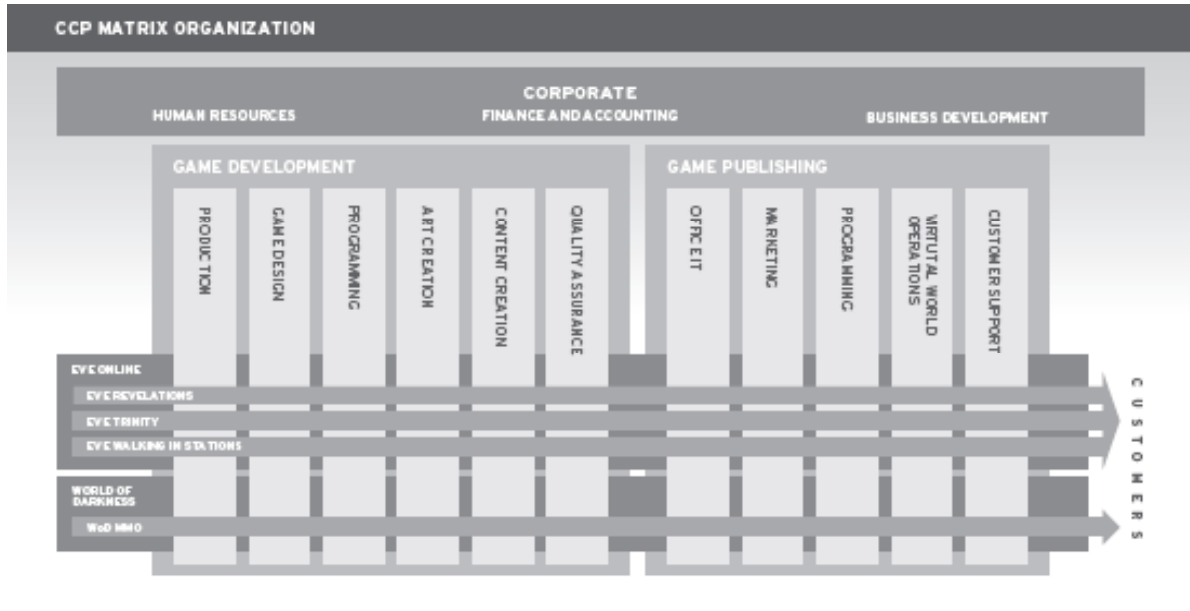 CCP MATRIX ORGANIZATION
CORPORATE
HUMAN RESOURCES
FINANCE AND ACCOUNTING
BUSINESS DEVELOPMENT
GAME DEVELOPMENT
GAME PUBLISHING
PRODUCTION
GAME DESIGN
PROGRAMMING
ART CREATION
CONTENT CREATION
QUALITY ASSURANCE
OFFICE IT
MARKETING
PROGRAMMING
VIRTUTAL WORLD
OPERATIONS
CUSTOMER SUPPORT
EVE ONLINE
EVE REVELATIONS
EVE TRINITY
EVE WALKING IN STATIONS
WORLD OF
DARKNESS
WoD MMO
CUSTOMERS